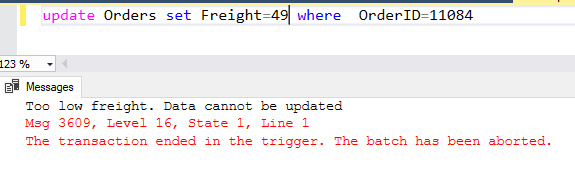 update Orders set Freight=49 where  OrderID=11084
123 %
Messages
Too low freight. Data cannot be updated
Msg 3609, Level 16, State 1, Line 1
The transaction ended in the trigger. The batch has been aborted.